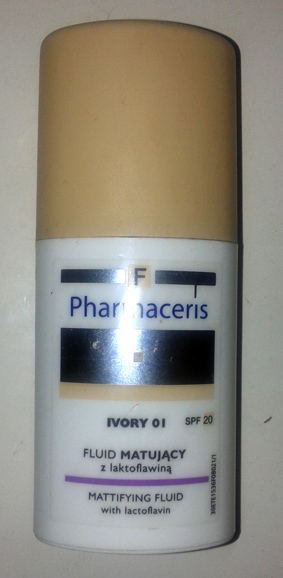 F
Pharmaceris
IVORY 01 SPF 20
FLUID MATUJĄCY
z laktoflawiną
MATTIFYING FLUID
with lactoflavin